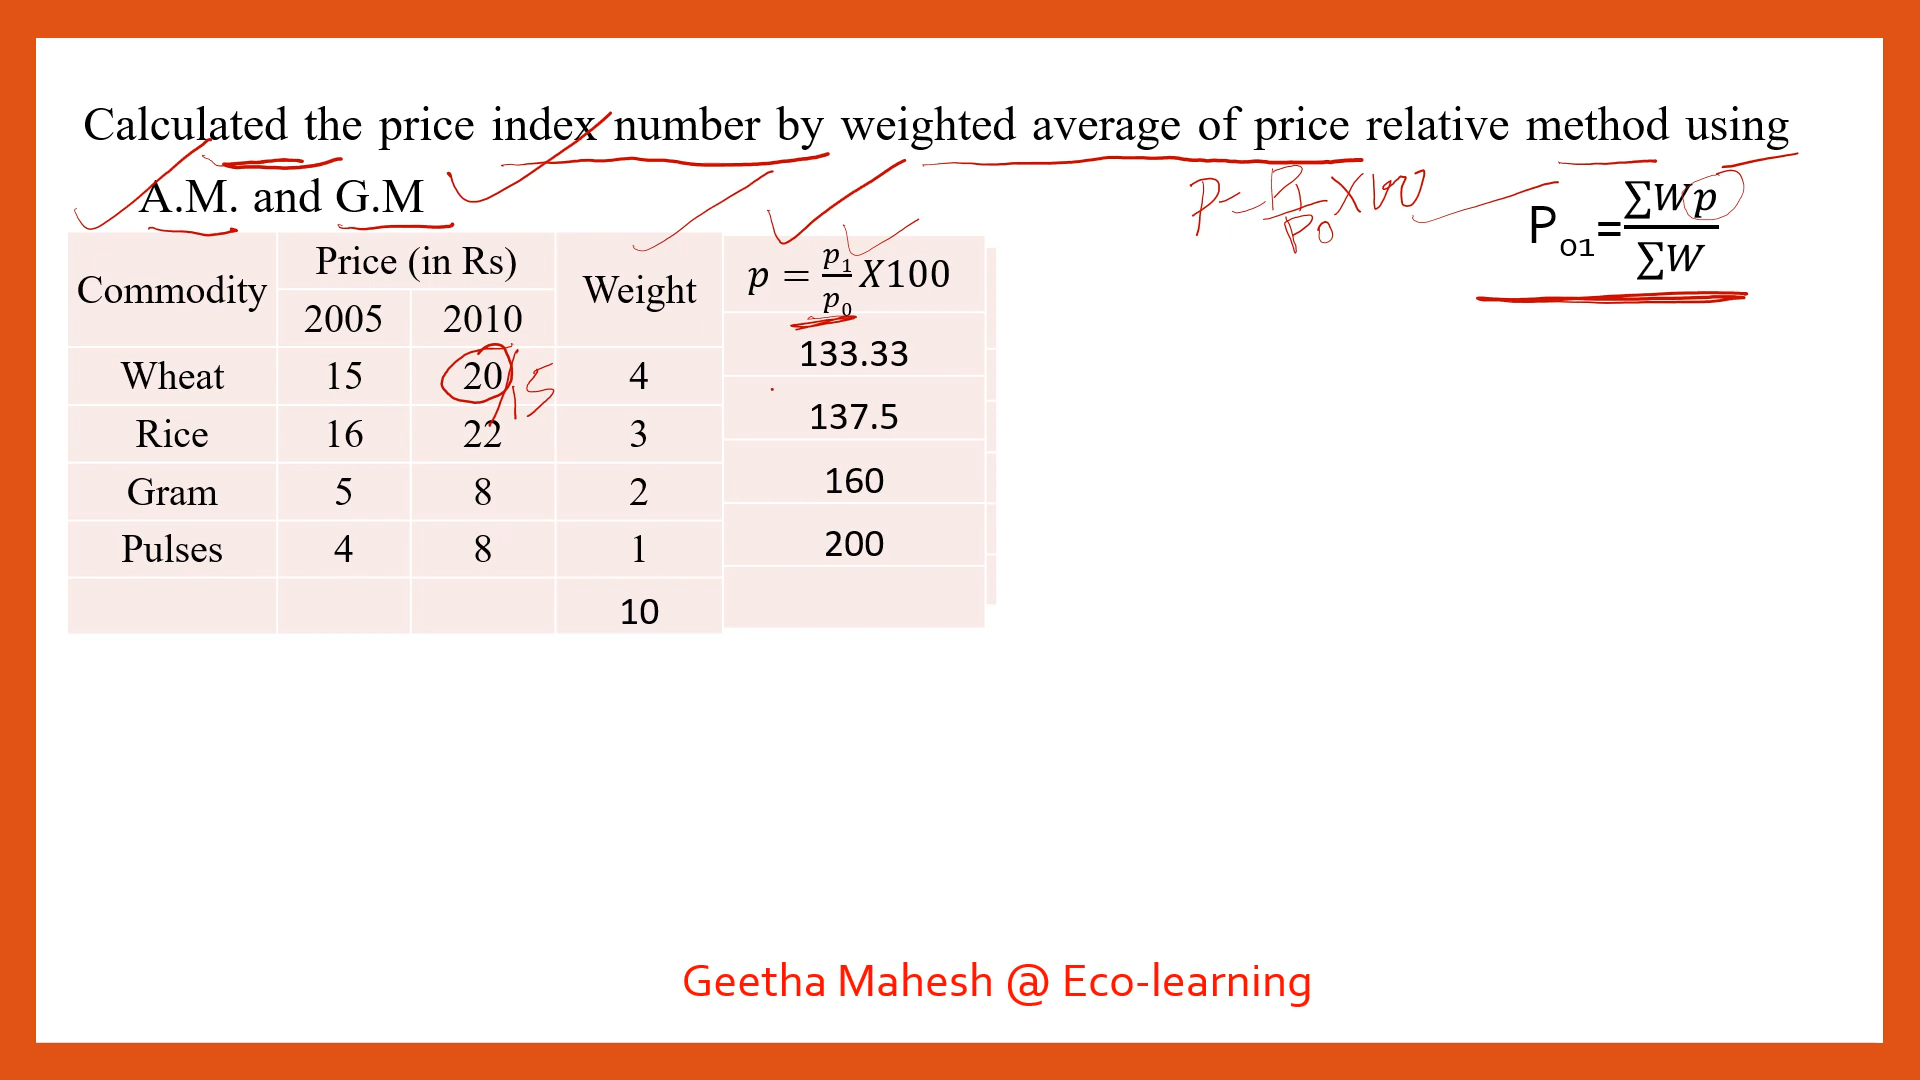 Calculated the price index number by weighted average of price relative method using
A.M. and G.M
P = P1/P0 X 100
P01 = ∑Wp/∑W
Commodity Price (in Rs) Weight p = p1/p0 X100
2005 2010
Wheat 15 20 /15 4 133.33
Rice 16 22 3 137.5
Gram 5 8 2 160
Pulses 4 8 1 200
10
Geetha Mahesh @ Eco-learning